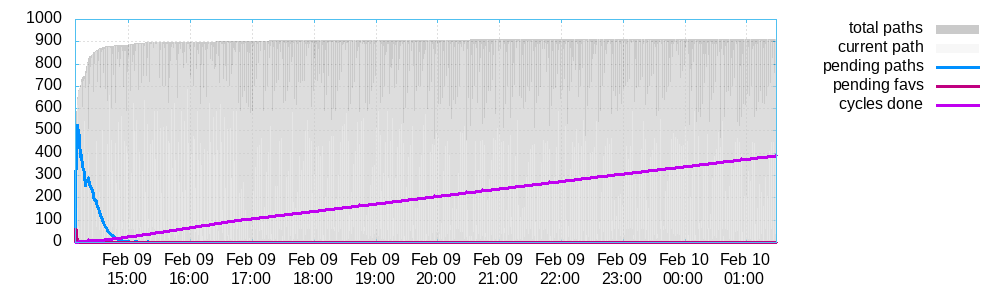 1000
900
800
700
600
500
400
300
200
100
0
Feb 09 Feb 09 Feb 09 Feb 09 Feb 09 Feb 09 Feb 09 Feb 09 Feb 09 Feb 10 Feb 10
15:00 16:00 17:00 18:00 19:00 20:00 21:00 22:00 23:00 00:00 01:00
total paths
current path
pending paths
pending favs
cycles done